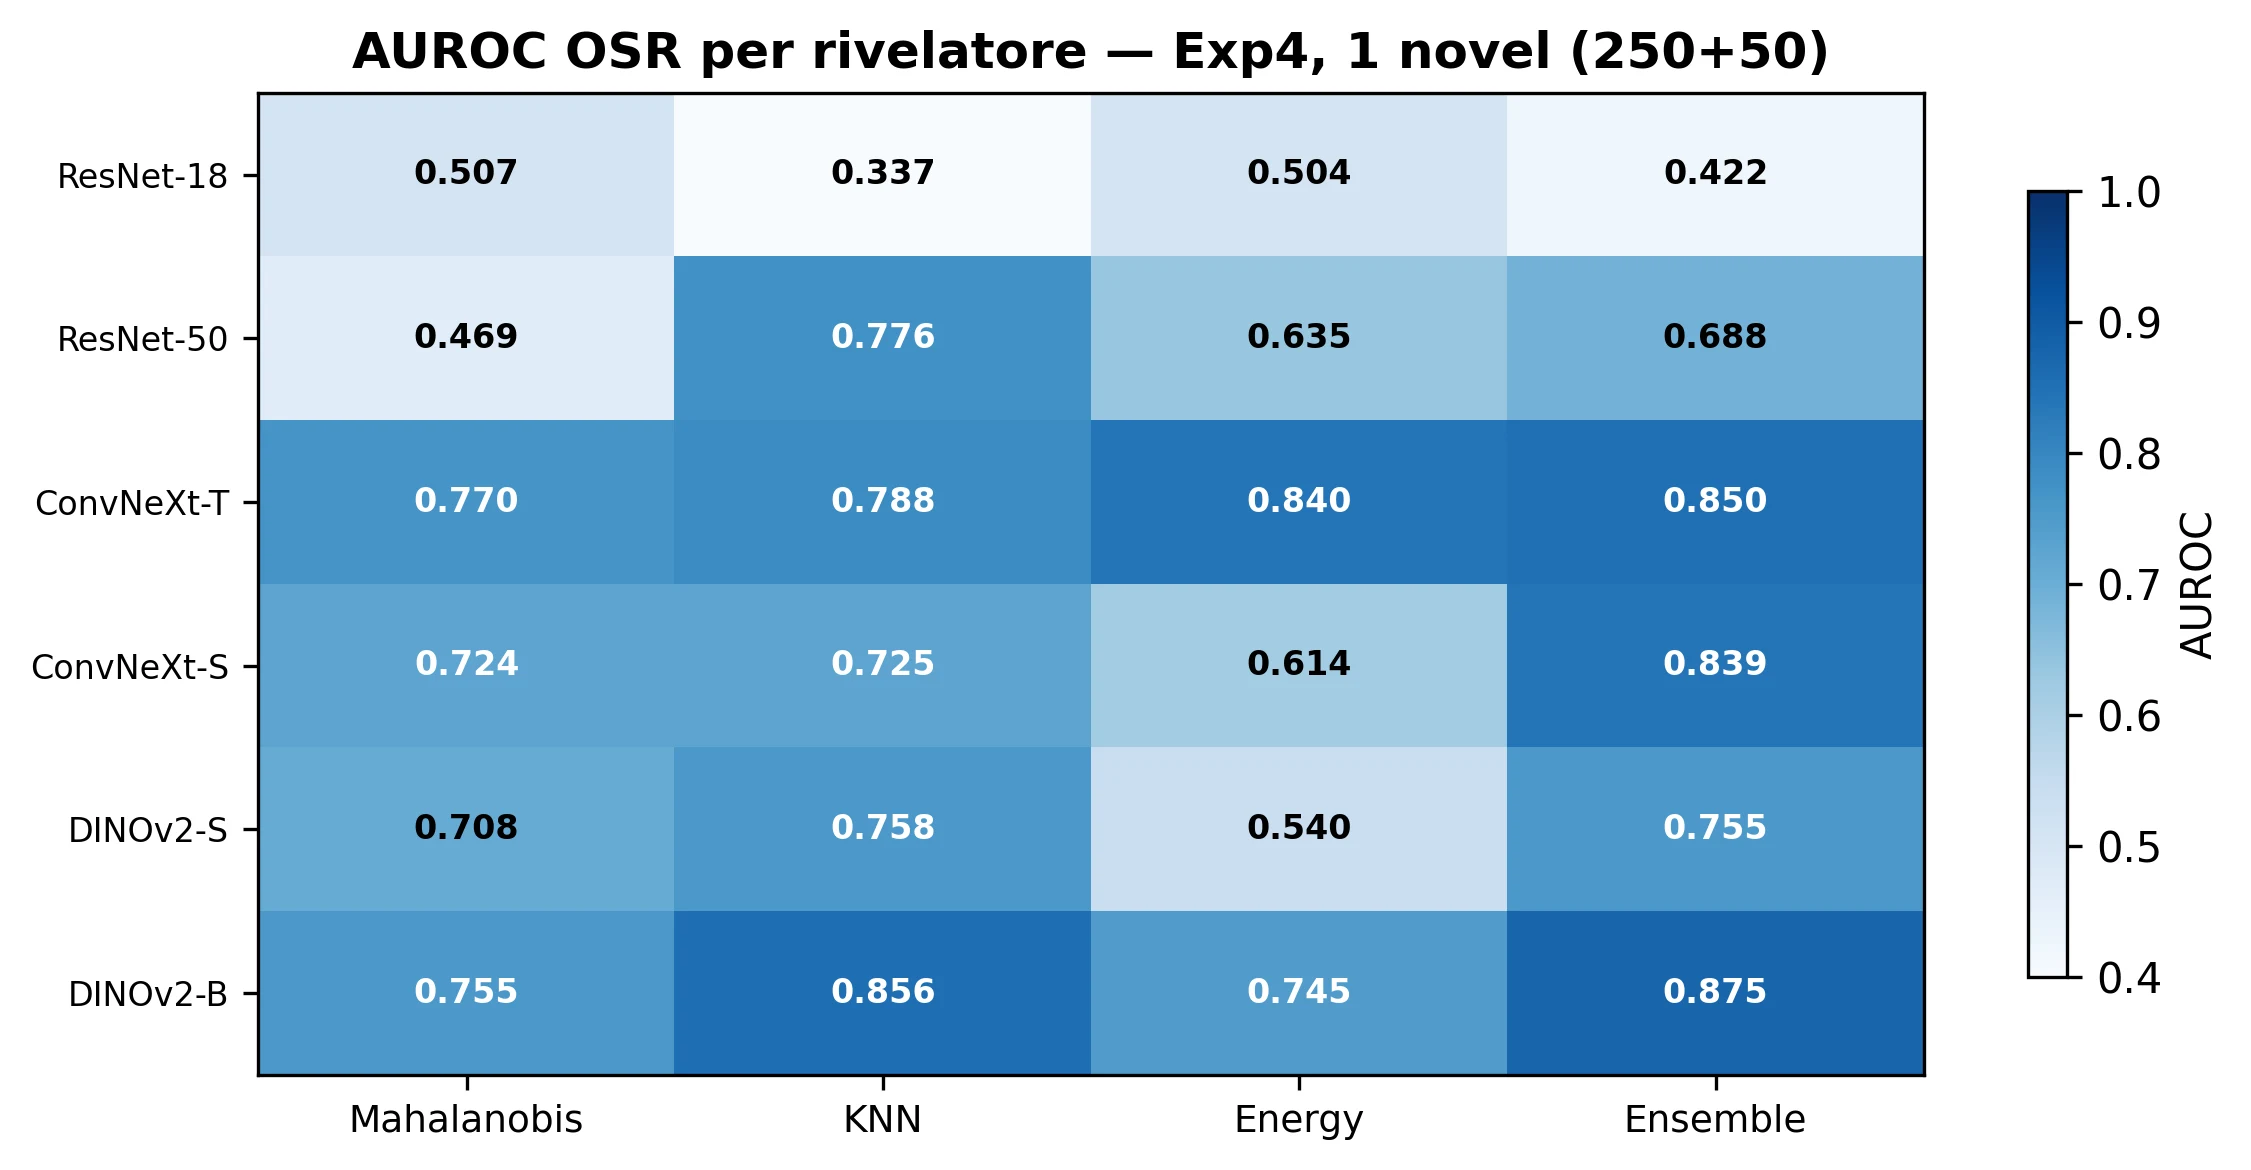 AUROC OSR per rivelatore — Exp4, 1 novel (250+50)
ResNet-18 0.507 0.337 0.504 0.422
ResNet-50 0.469 0.776 0.635 0.688
ConvNeXt-T 0.770 0.788 0.840 0.850
ConvNeXt-S 0.724 0.725 0.614 0.839
DINOv2-S 0.708 0.758 0.540 0.755
DINOv2-B 0.755 0.856 0.745 0.875
Mahalanobis KNN Energy Ensemble
1.0
0.9
0.8
0.7
0.6
0.5
0.4
AUROC